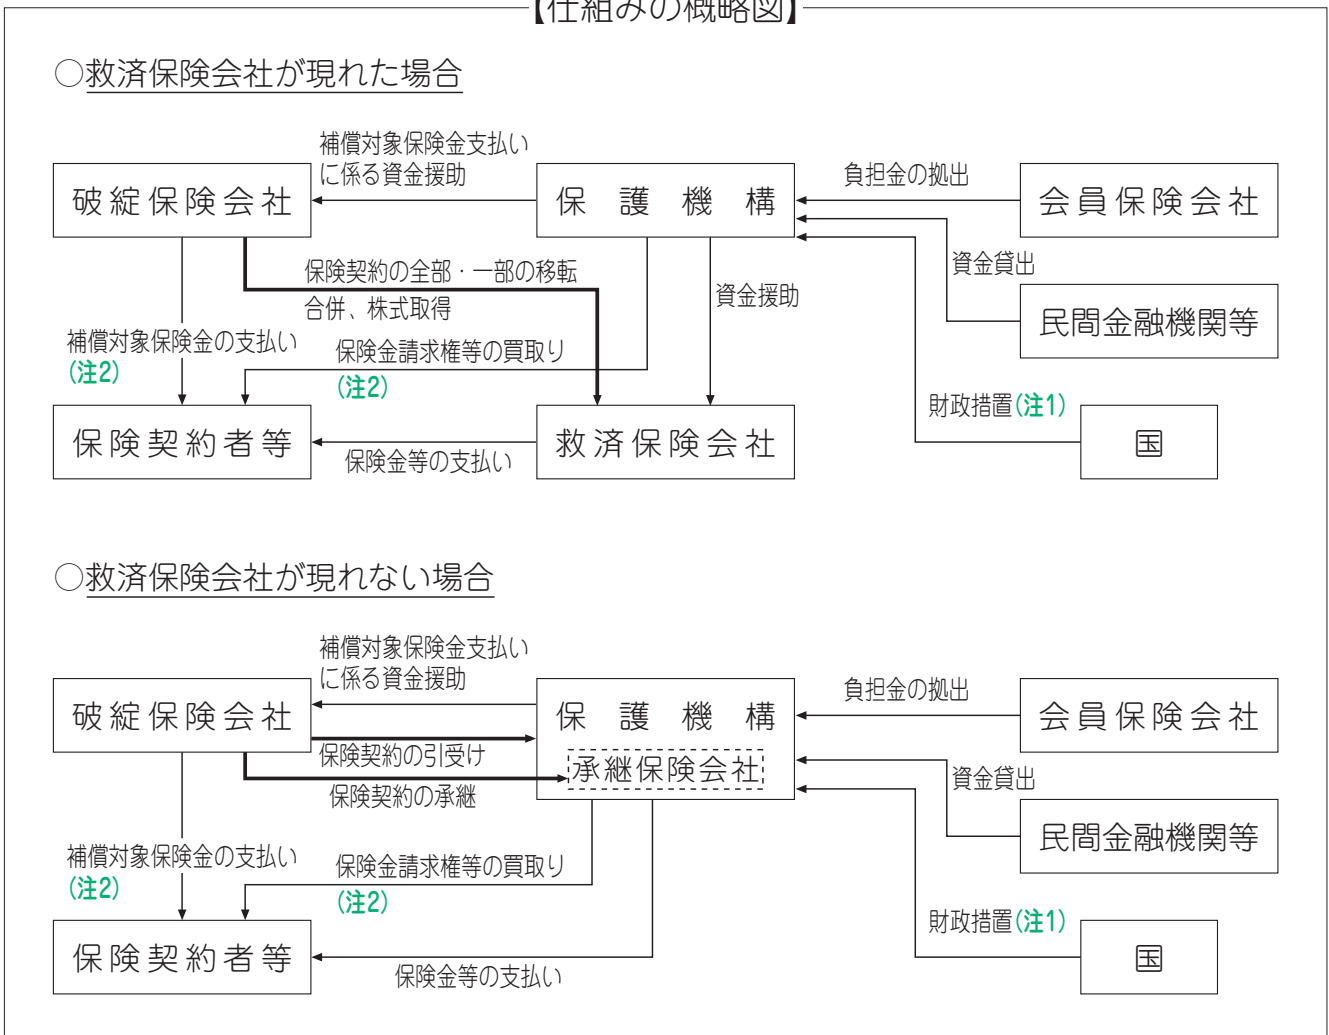 【仕組みの概略図】
○救済保険会社が現れた場合
補償対象保険金支払い
に係る資金援助
負担金の拠出
破綻保険会社
保護機構
会員保険会社
保険契約の全部・一部の移転
合併、株式取得
資金援助
資金貸出
民間金融機関等
補償対象保険金の支払い
(注2)
保険金請求権等の買取り
(注2)
財政措置(注1)
保険契約者等
保険金等の支払い
救済保険会社
国
○救済保険会社が現れない場合
補償対象保険金支払い
に係る資金援助
負担金の拠出
破綻保険会社
保護機構
会員保険会社
保険契約の引受け
承継保険会社
保険契約の承継
資金貸出
民間金融機関等
補償対象保険金の支払い
(注2)
保険金請求権等の買取り
(注2)
財政措置(注1)
保険契約者等
保険金等の支払い
国